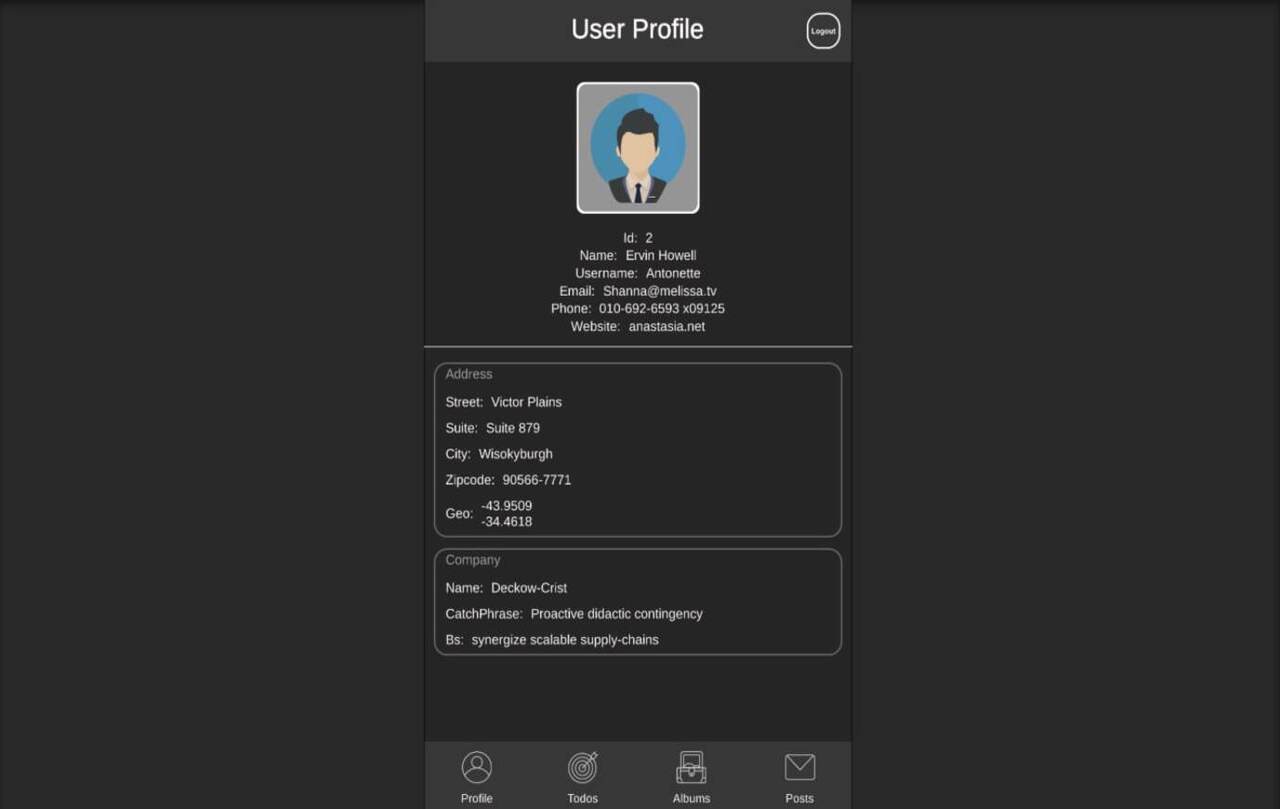 User Profile
Logout
Id: 2
Name: Ervin Howell
Username: Antonette
Email: Shanna@melissa.tv
Phone: 010-692-6593 x09125
Website: anastasia.net
Address
Street: Victor Plains
Suite: Suite 879
City: Wisokyburgh
Zipcode: 90566-7771
Geo: -43.9509
-34.4618
Company
Name: Deckow-Crist
CatchPhrase: Proactive didactic contingency
Bs: synergize scalable supply-chains
Profile Todos Albums Posts